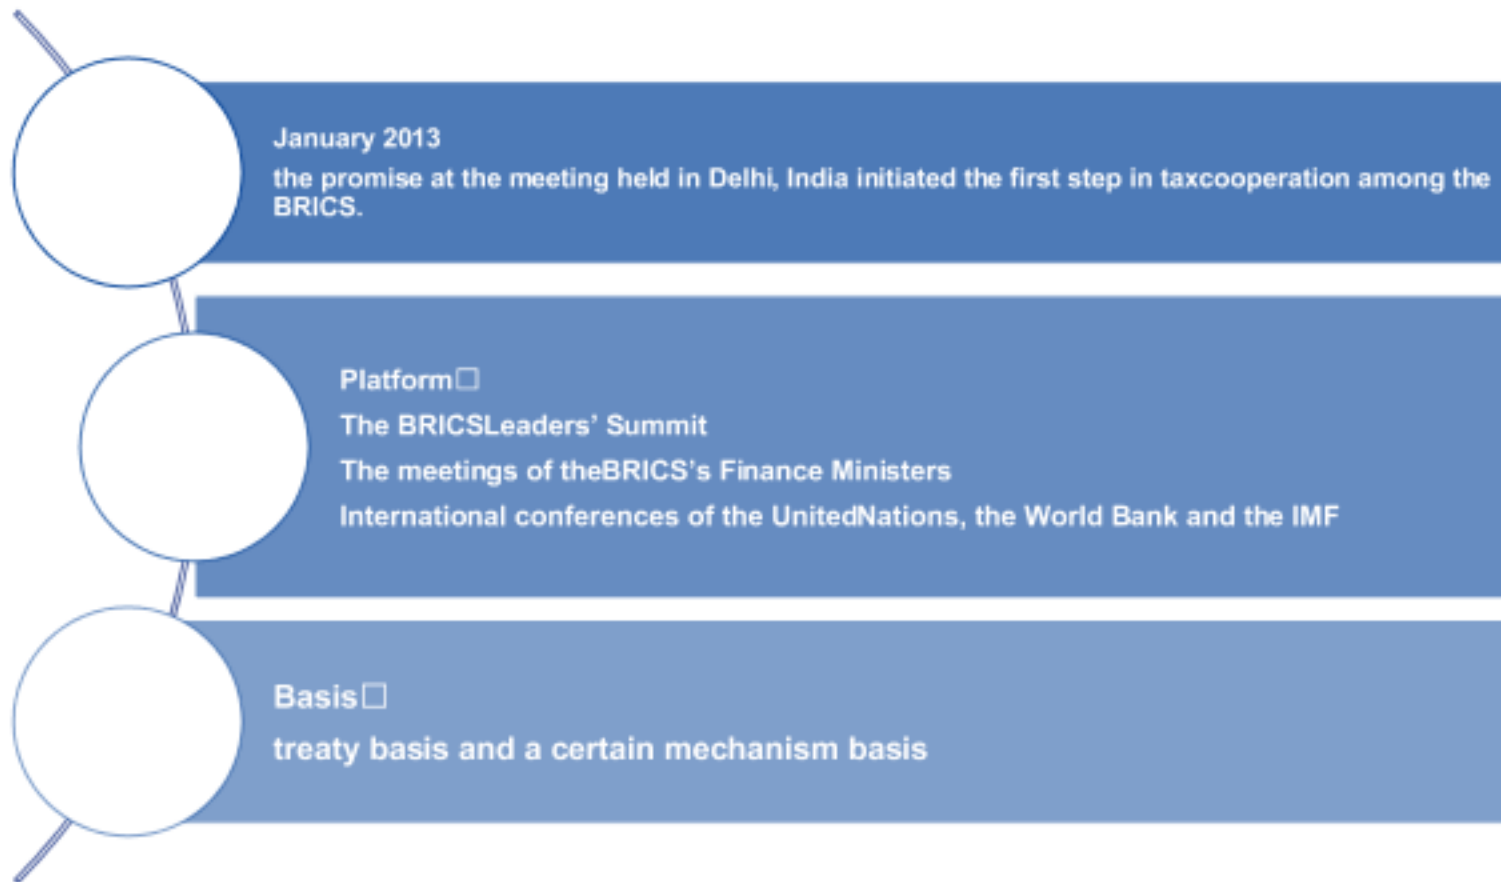 January 2013
the promise at the meeting held in Delhi, India initiated the first step in taxcooperation among the
BRICS.
Platform□
The BRICSLeaders’ Summit
The meetings of theBRICS’s Finance Ministers
International conferences of the UnitedNations, the World Bank and the IMF
Basis□
treaty basis and a certain mechanism basis